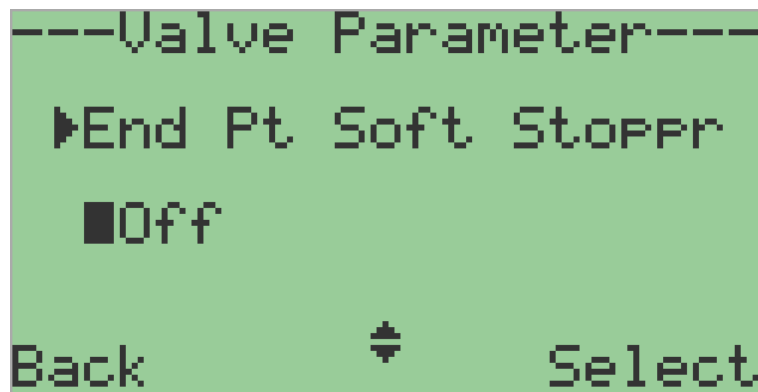 ---Valve Parameter---
End Pt Soft Stoppr
Off
Back Select